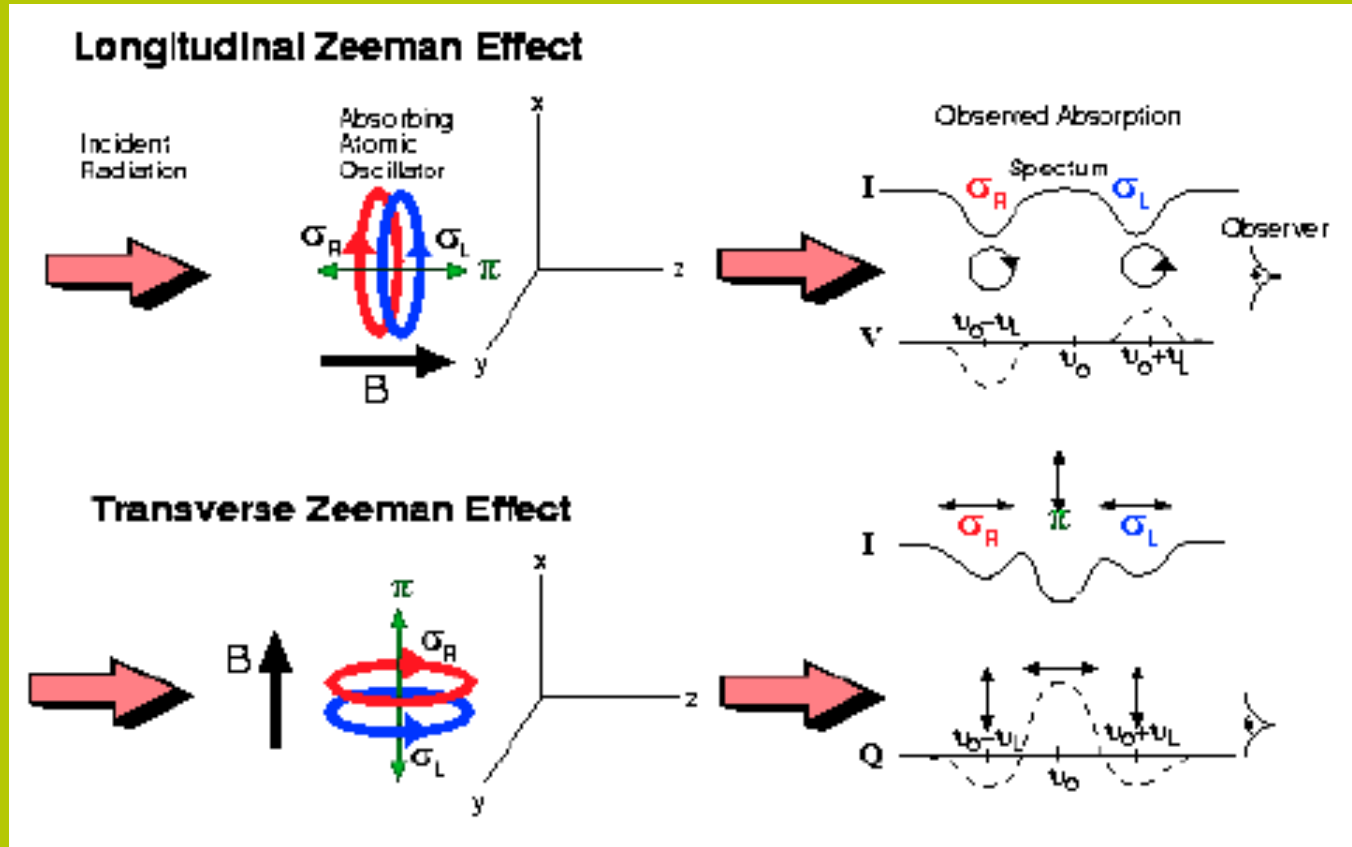 Longitudinal Zeeman Effect
Incident
Radiation
Absorbing
Atomic
Oscillator
σR
σL
π
B
x
y
z
Observed Absorption
Spectum
I
σR
σL
Observer
V
υo-υL
υo
υo+υL
Transverse Zeeman Effect
B
π
σR
σL
x
y
z
I
σR
π
σL
Q
υo-υL
υo
υo+υL